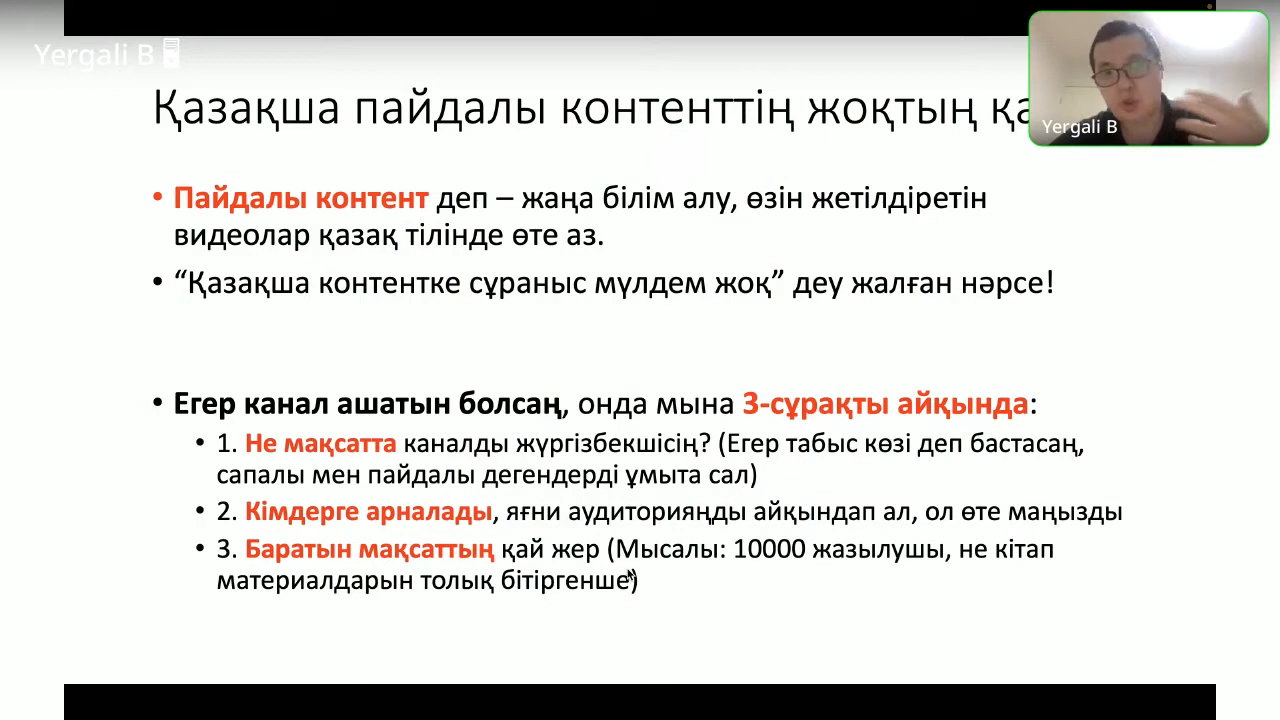 Yergali B
Қазақша пайдалы контенттің жоқтың
Yergali B
• Пайдалы контент деп – жаңа білім алу, өзін жетілдіретін
видеолар қазақ тілінде өте аз.
• “Қазақша контентке сұраныс мүлдем жоқ” деу жалған нәрсе!
• Егер канал ашатын болсаң, онда мына 3-сұрақты айқында:
• 1. Не мақсатта каналды жүргізбекшісің? (Егер табыс көзі деп бастасаң,
сапалы мен пайдалы дегендерді ұмыта сал)
• 2. Кімдерге арналады, яғни аудиторияңды айқындап ал, ол өте маңызды
• 3. Баратын мақсаттың қай жер (Мысалы: 10000 жазылушы, не кітап
материалдарын толық бітіргенше)